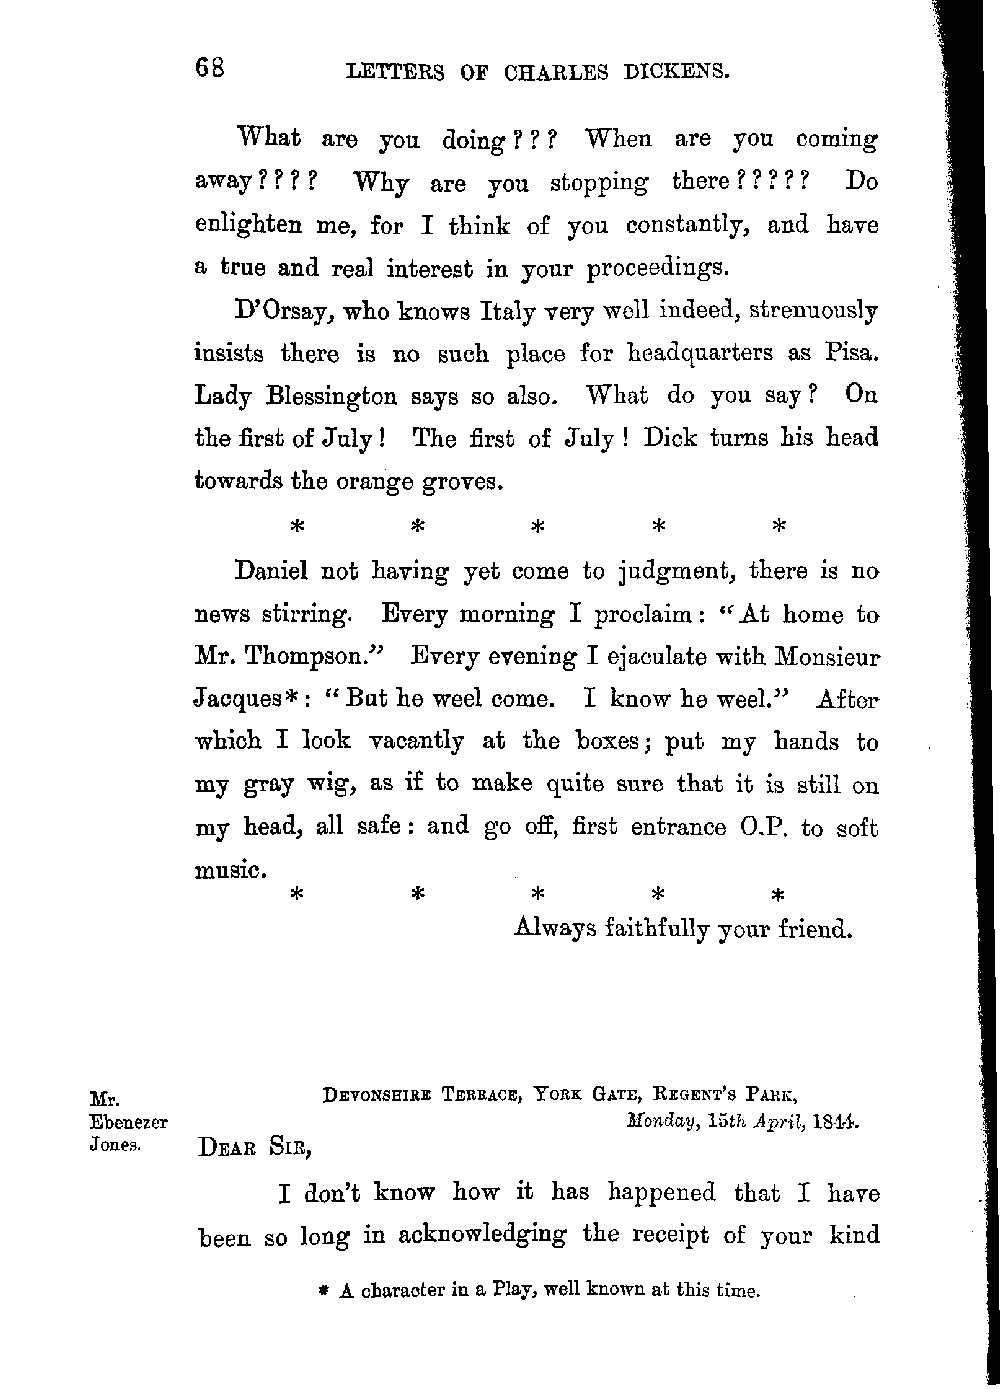 68 LETTERS OF CHARLES DICKENS.
What are you doing??? When are you coming
away???? Why are you stopping there????? Do
enlighten me, for I think of you constantly, and have
a true and real interest in your proceedings.
D'Orsay, who knows Italy very well indeed, strenuously
insists there is no such place for headquarters as Pisa.
Lady Blessington says so also. What do you say? On
the first of July! The first of July! Dick turns his head
towards the orange groves.
* * * * *
Daniel not having yet come to judgment, there is no
news stirring. Every morning I proclaim: "At home to
Mr. Thompson." Every evening I ejaculate with Monsieur
Jacques*: "But he weel come. I know he weel." After
which I look vacantly at the boxes; put my hands to
my gray wig, as if to make quite sure that it is still on
my head, all safe: and go off, first entrance O.P. to soft
music.
* * * * *
Always faithfully your friend.
Mr.
Ebenezer
Jones.
DEVONSHIRE TERRACE, YORK GATE, REGENT'S PARK,
Monday, 15th April, 1844.
DEAR SIR,
I don't know how it has happened that I have
been so long in acknowledging the receipt of your kind
* A character in a Play, well known at this time.